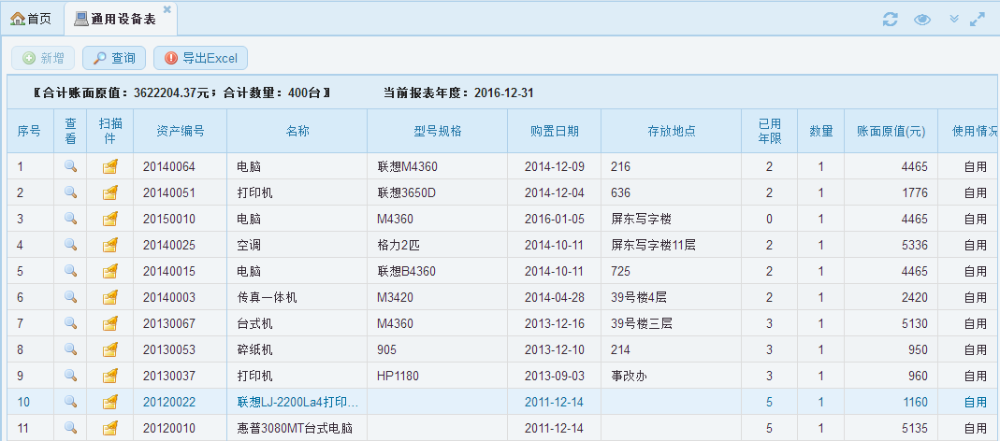 首页 通用设备表
新增 查询 导出Excel
〖合计账面原值：3622204.37元；合计数量：400台〗 当前报表年度：2016-12-31
序号 查看 扫描件 资产编号 名称 型号规格 购置日期 存放地点 已用年限 数量 账面原值(元) 使用情况
1 20140064 电脑 联想M4360 2014-12-09 216 2 1 4465 自用
2 20140051 打印机 联想3650D 2014-12-04 636 2 1 1776 自用
3 20150010 电脑 M4360 2016-01-05 屏东写字楼 0 1 4465 自用
4 20140025 空调 格力2匹 2014-10-11 屏东写字楼11层 2 1 5336 自用
5 20140015 电脑 联想B4360 2014-10-11 725 2 1 4465 自用
6 20140003 传真一体机 M3420 2014-04-28 39号楼4层 2 1 2420 自用
7 20130067 台式机 M4360 2013-12-16 39号楼三层 3 1 5130 自用
8 20130053 碎纸机 905 2013-12-10 214 3 1 950 自用
9 20130037 打印机 HP1180 2013-09-03 事改办 3 1 960 自用
10 20120022 联想LJ-2200La4打印... 2011-12-14 5 1 1160 自用
11 20120010 惠普3080MT台式电脑 2011-12-14 5 1 5135 自用